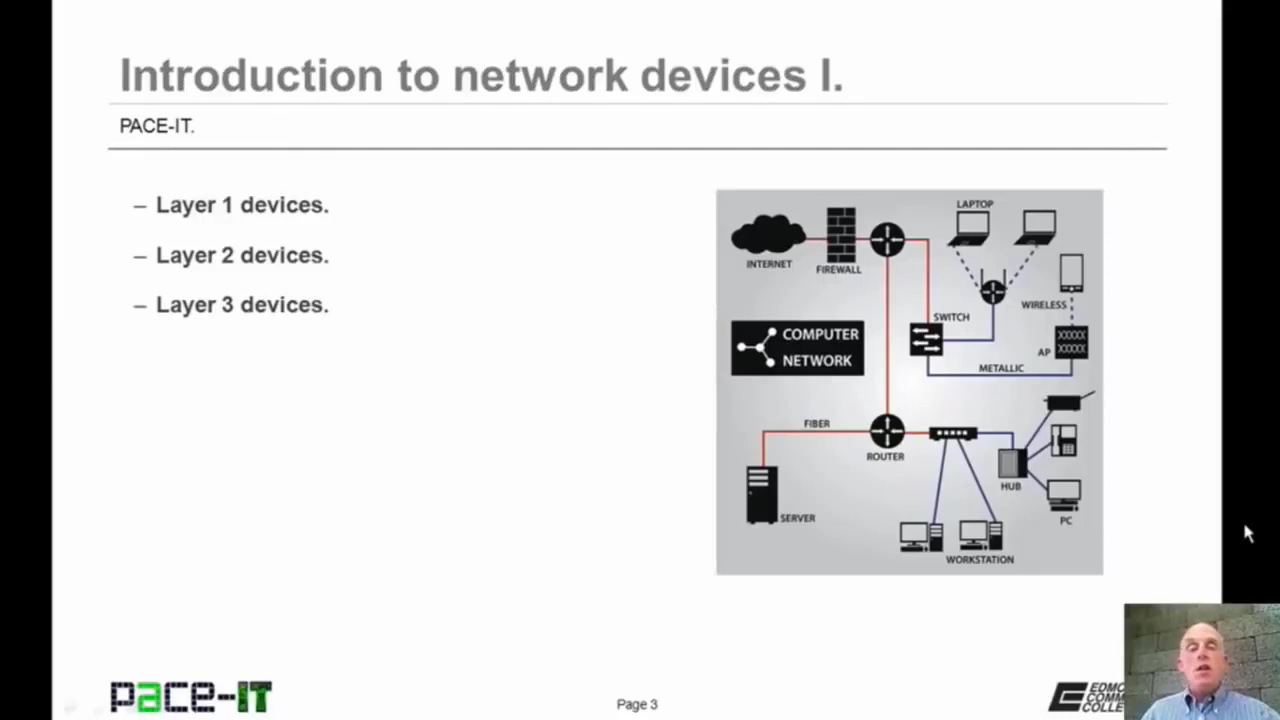 Introduction to network devices I.
PACE-IT.
– Layer 1 devices.
– Layer 2 devices.
– Layer 3 devices.
LAPTOP
INTERNET
FIREWALL
WIRELESS
SWITCH
COMPUTER
NETWORK
AP
METALLIC
FIBER
ROUTER
HUB
SERVER
PC
WORKSTATION
pace-IT
Page 3